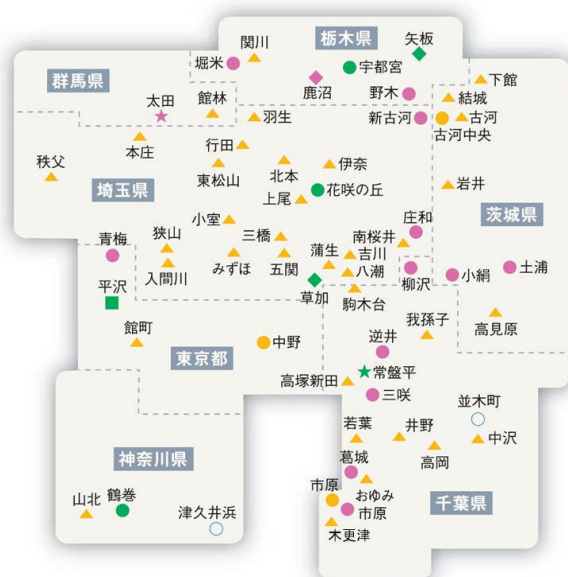 栃木県
関川
矢板
堀米
宇都宮
群馬県
鹿沼
野木
下館
結城
太田
館林
羽生
新古河
古河
古河中央
本庄
行田
秩父
東松山
北本
伊奈
花咲の丘
岩井
埼玉県
上尾
茨城県
小室
庄和
青梅
狭山
三橋
南桜井
蒲生
吉川
入間川
みずほ
五関
八潮
柳沢
小絹
土浦
平沢
草加
駒木台
館町
中野
逆井
我孫子
高見原
東京都
高塚新田
常盤平
三咲
並木町
若葉
井野
中沢
神奈川県
葛城
高岡
山北
鶴巻
津久井浜
市原
おゆみ
市原
千葉県
木更津